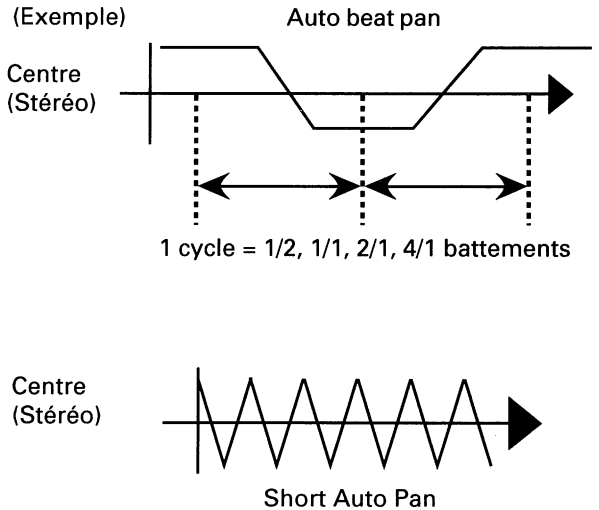 (Exemple)
Auto beat pan
Centre
(Stéréo)
1 cycle = 1/2, 1/1, 2/1, 4/1 battements
Centre
(Stéréo)
Short Auto Pan